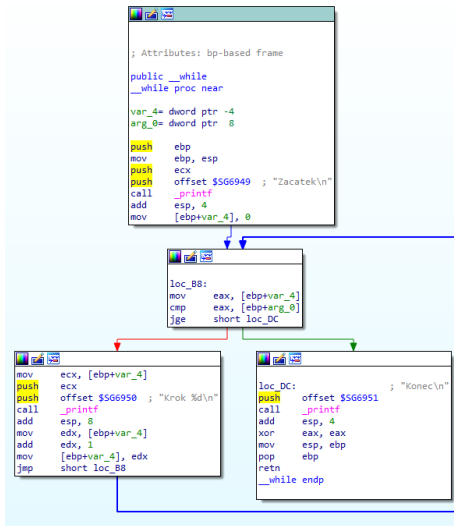 ; Attributes: bp-based frame
public __while
__while proc near
var_4= dword ptr -4
arg_0= dword ptr  8
push    ebp
mov     ebp, esp
push    ecx
push    offset $SG6949  ; "Zacatek\n"
call    _printf
add     esp, 4
mov     [ebp+var_4], 0
loc_B8:
mov     eax, [ebp+var_4]
cmp     eax, [ebp+arg_0]
jge     short loc_DC
mov     ecx, [ebp+var_4]
push    ecx
push    offset $SG6950  ; "Krok %d\n"
call    _printf
add     esp, 8
mov     edx, [ebp+var_4]
add     edx, 1
mov     [ebp+var_4], edx
jmp     short loc_B8
loc_DC:                 ; "Konec\n"
push    offset $SG6951
call    _printf
add     esp, 4
xor     eax, eax
mov     esp, ebp
pop     ebp
retn
__while endp